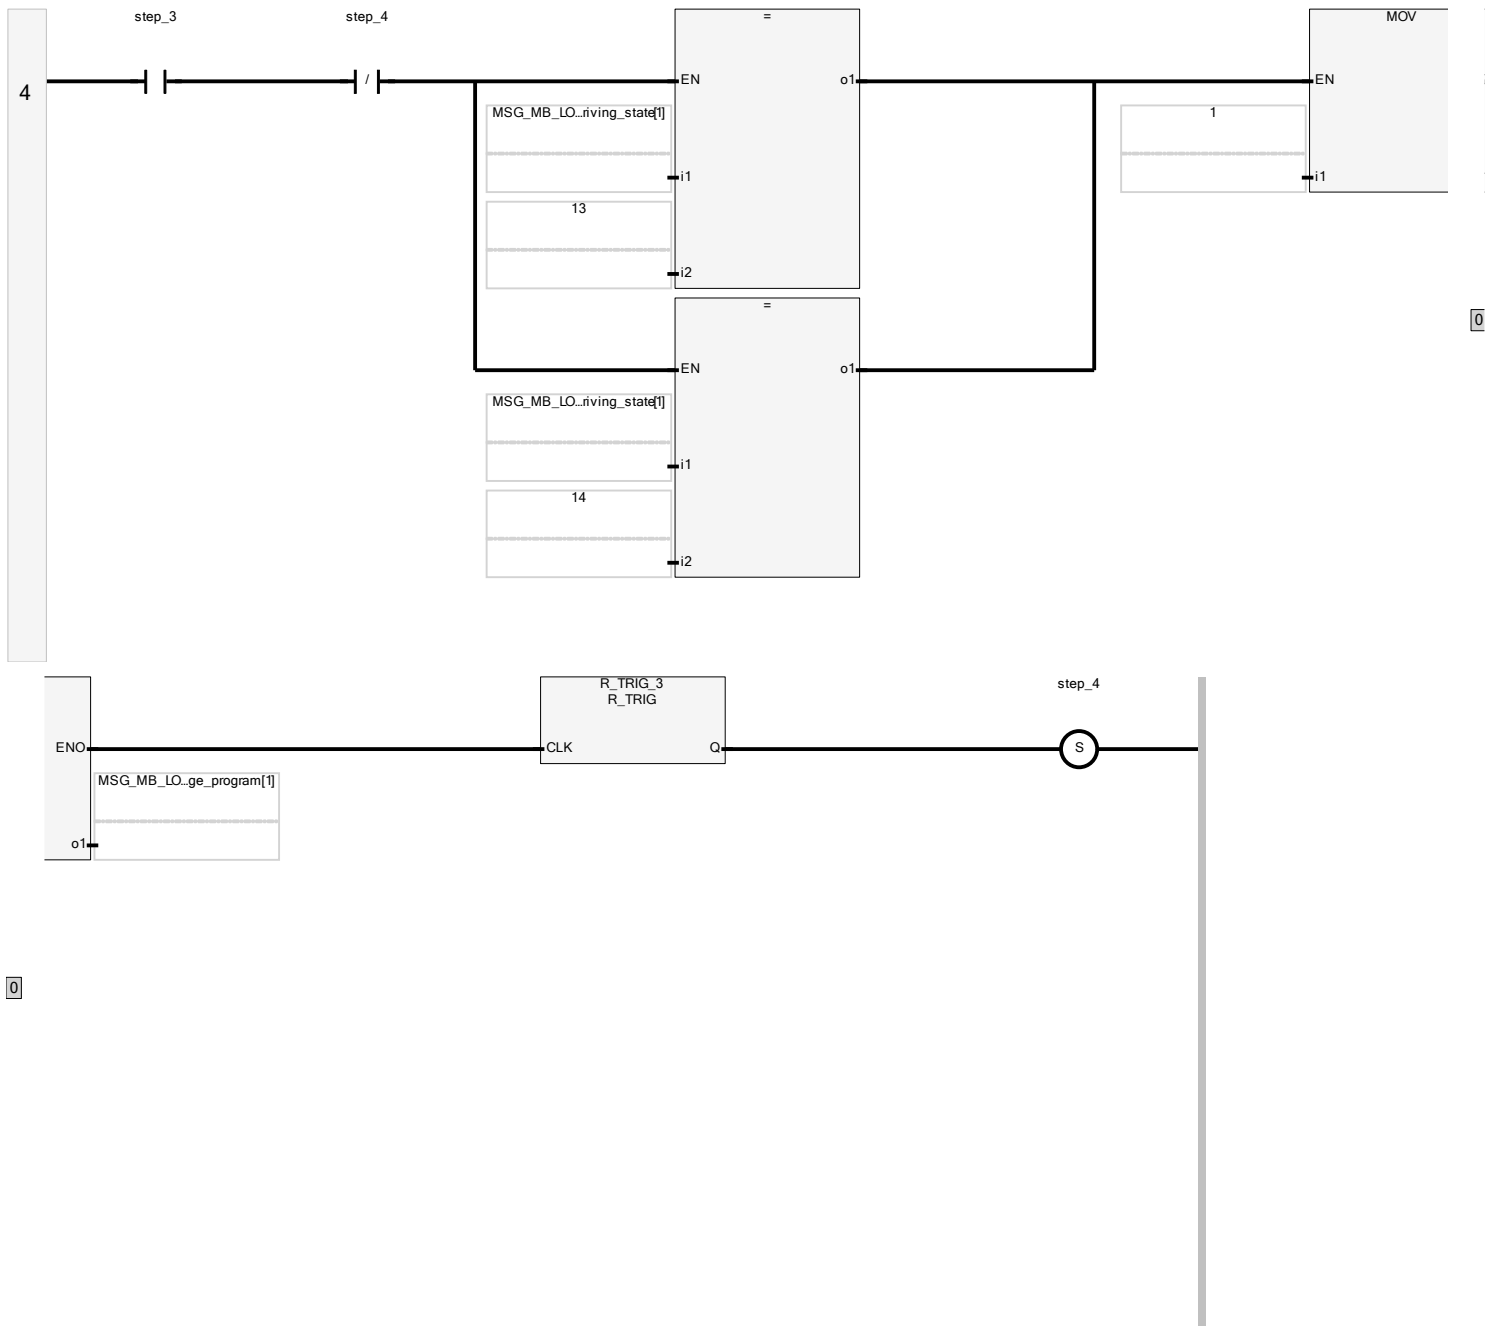 step_3
step_4
=
MOV
4
/
EN
o1
EN
MSG_MB_LO...riving_state[1]
1
i1
i1
13
i2
=
0
EN
o1
MSG_MB_LO...riving_state[1]
i1
14
i2
R_TRIG_3
R_TRIG
step_4
ENO
CLK
Q
S
MSG_MB_LO...ge_program[1]
o1
0